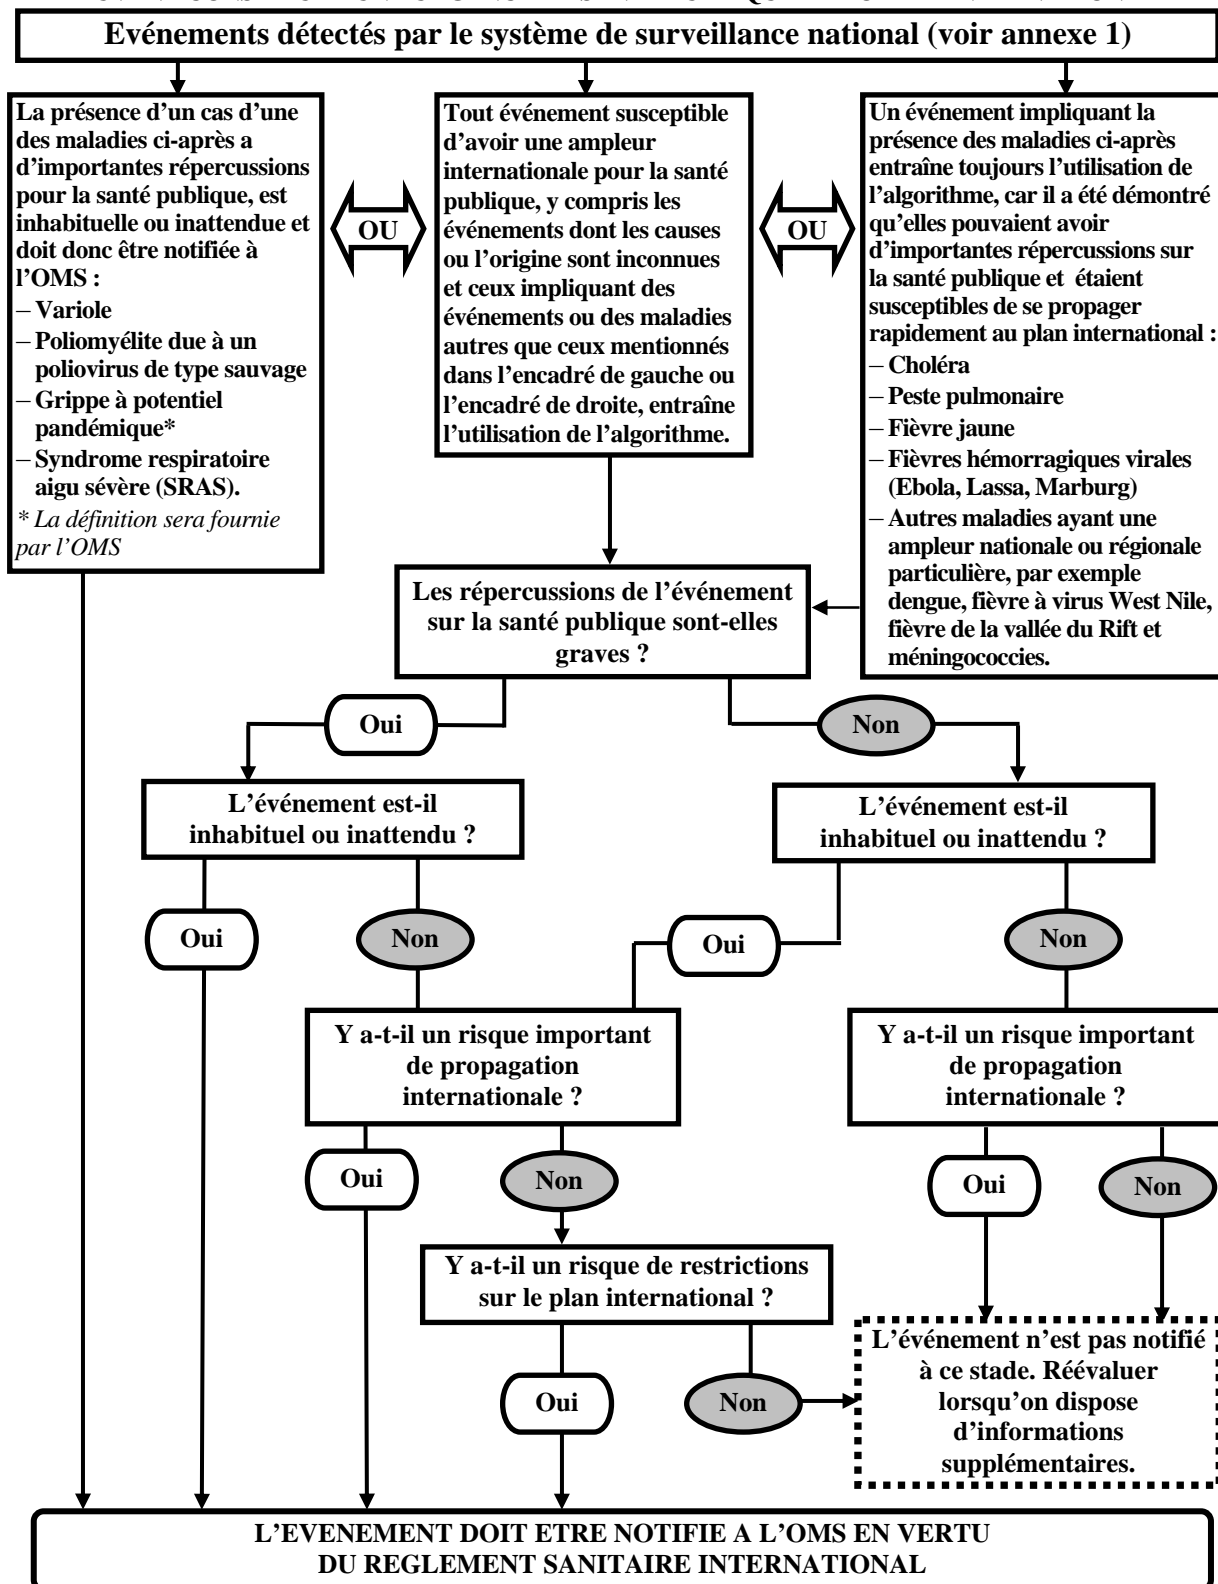 Evénements détectés par le système de surveillance national (voir annexe 1)
La présence d'un cas d'une
des maladies ci-après a
d'importantes répercussions
pour la santé publique, est
inhabituelle ou inattendue et
doit donc être notifiée à
l'OMS :
– Variole
– Poliomyélite due à un
poliovirus de type sauvage
– Grippe à potentiel
pandémique*
– Syndrome respiratoire
aigu sévère (SRAS).
* La définition sera fournie
par l'OMS
OU
Tout événement susceptible
d'avoir une ampleur
internationale pour la santé
publique, y compris les
événements dont les causes
ou l'origine sont inconnues
et ceux impliquant des
événements ou des maladies
autres que ceux mentionnés
dans l'encadré de gauche ou
l'encadré de droite, entraîne
l'utilisation de l'algorithme.
OU
Un événement impliquant la
présence des maladies ci-après
entraîne toujours l'utilisation de
l'algorithme, car il a été démontré
qu'elles pouvaient avoir
d'importantes répercussions sur
la santé publique et étaient
susceptibles de se propager
rapidement au plan international :
– Choléra
– Peste pulmonaire
– Fièvre jaune
– Fièvres hémorragiques virales
(Ebola, Lassa, Marburg)
– Autres maladies ayant une
ampleur nationale ou régionale
particulière, par exemple
dengue, fièvre à virus West Nile,
fièvre de la vallée du Rift et
méningococcies.
Les répercussions de l'événement
sur la santé publique sont-elles
graves ?
Oui
Non
L'événement est-il
inhabituel ou inattendu ?
L'événement est-il
inhabituel ou inattendu ?
Oui
Non
Oui
Non
Y a-t-il un risque important
de propagation
internationale ?
Y a-t-il un risque important
de propagation
internationale ?
Oui
Non
Oui
Non
Y a-t-il un risque de restrictions
sur le plan international ?
Oui
Non
L'événement n'est pas notifié
à ce stade. Réévaluer
lorsqu'on dispose
d'informations
supplémentaires.
L'EVENEMENT DOIT ETRE NOTIFIE A L'OMS EN VERTU
DU REGLEMENT SANITAIRE INTERNATIONAL